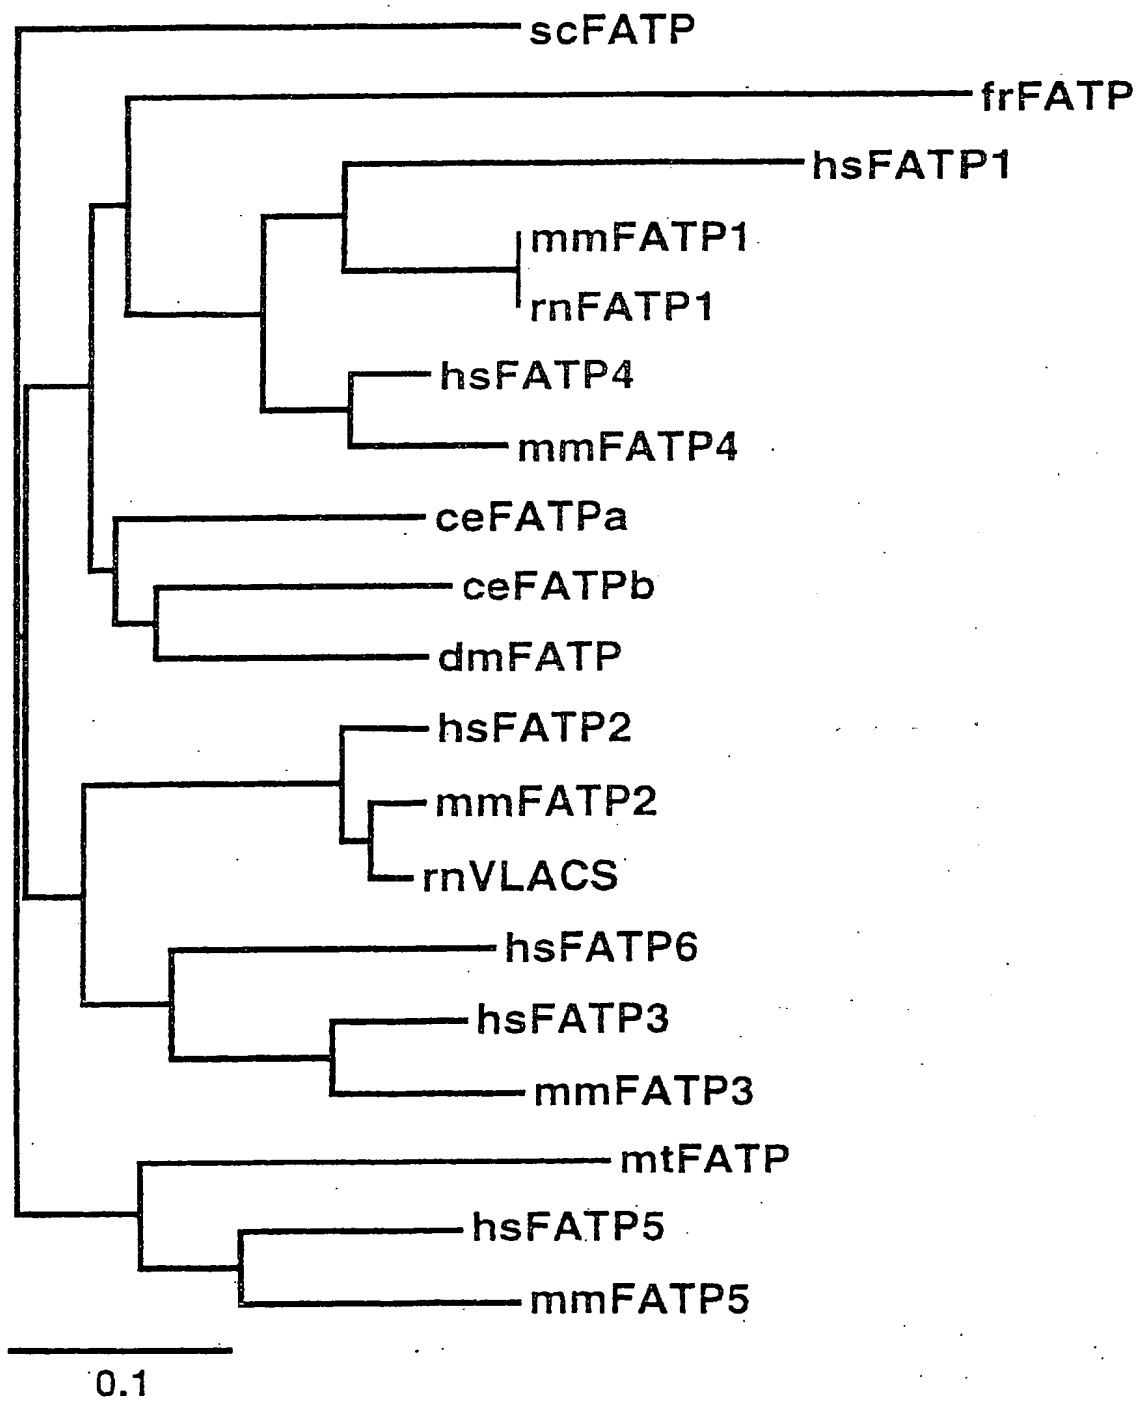 scFATP
frFATP
hsFATP1
mmFATP1
rnFATP1
hsFATP4
mmFATP4
ceFATPa
ceFATPb
dmFATP
hsFATP2
mmFATP2
rnVLACS
hsFATP6
hsFATP3
mmFATP3
mtFATP
hsFATP5
mmFATP5
0.1